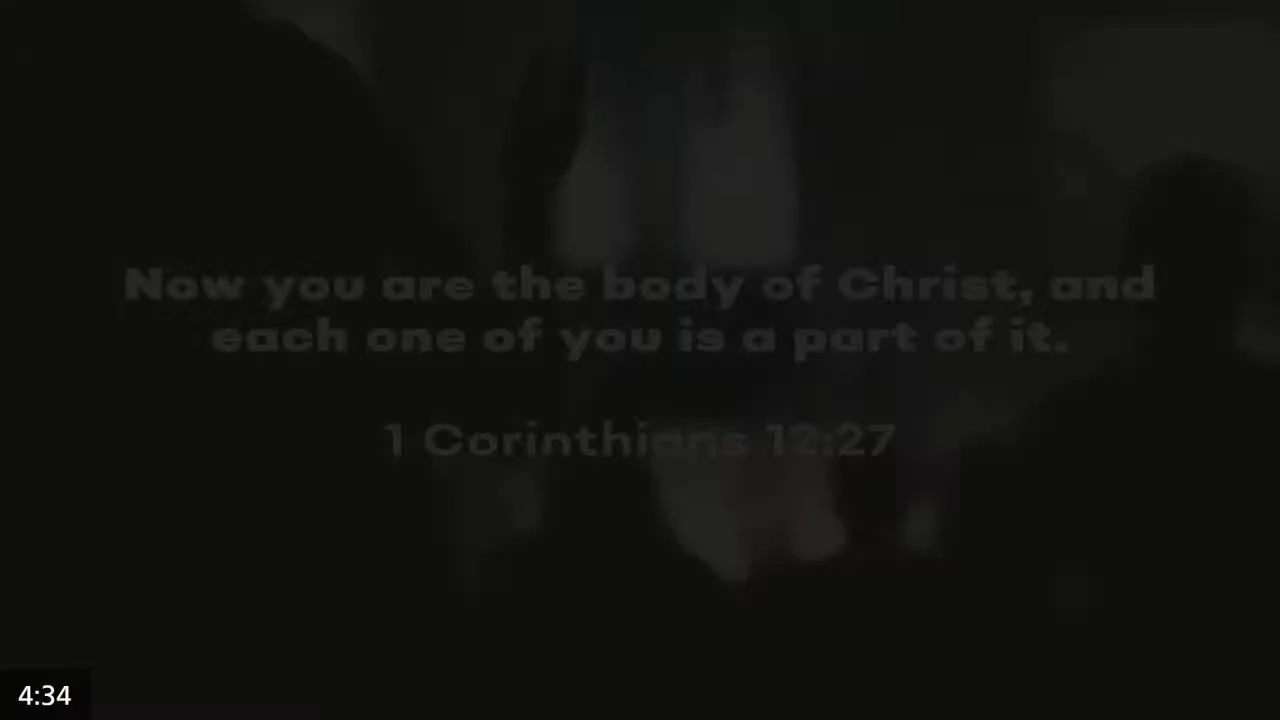 Now you are the body of Christ, and
each one of you is a part of it.
1 Corinthians 12:27
4:34